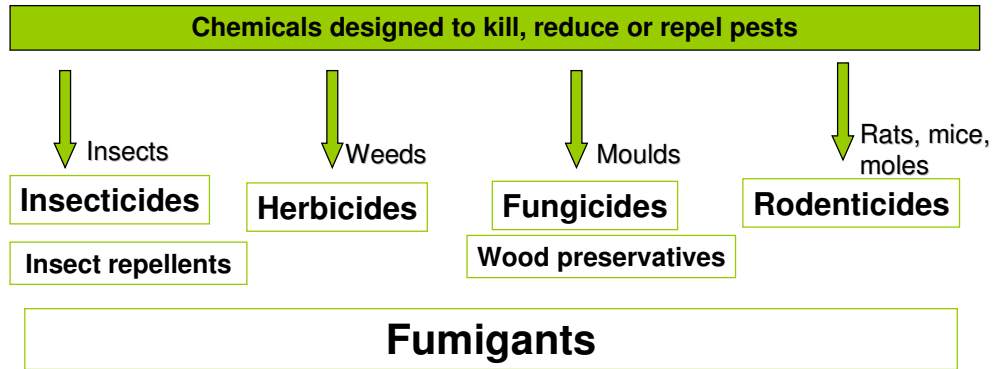 Chemicals designed to kill, reduce or repel pests
Insects
Weeds
Moulds
Rats, mice,
moles
Insecticides
Herbicides
Fungicides
Rodenticides
Insect repellents
Wood preservatives
Fumigants